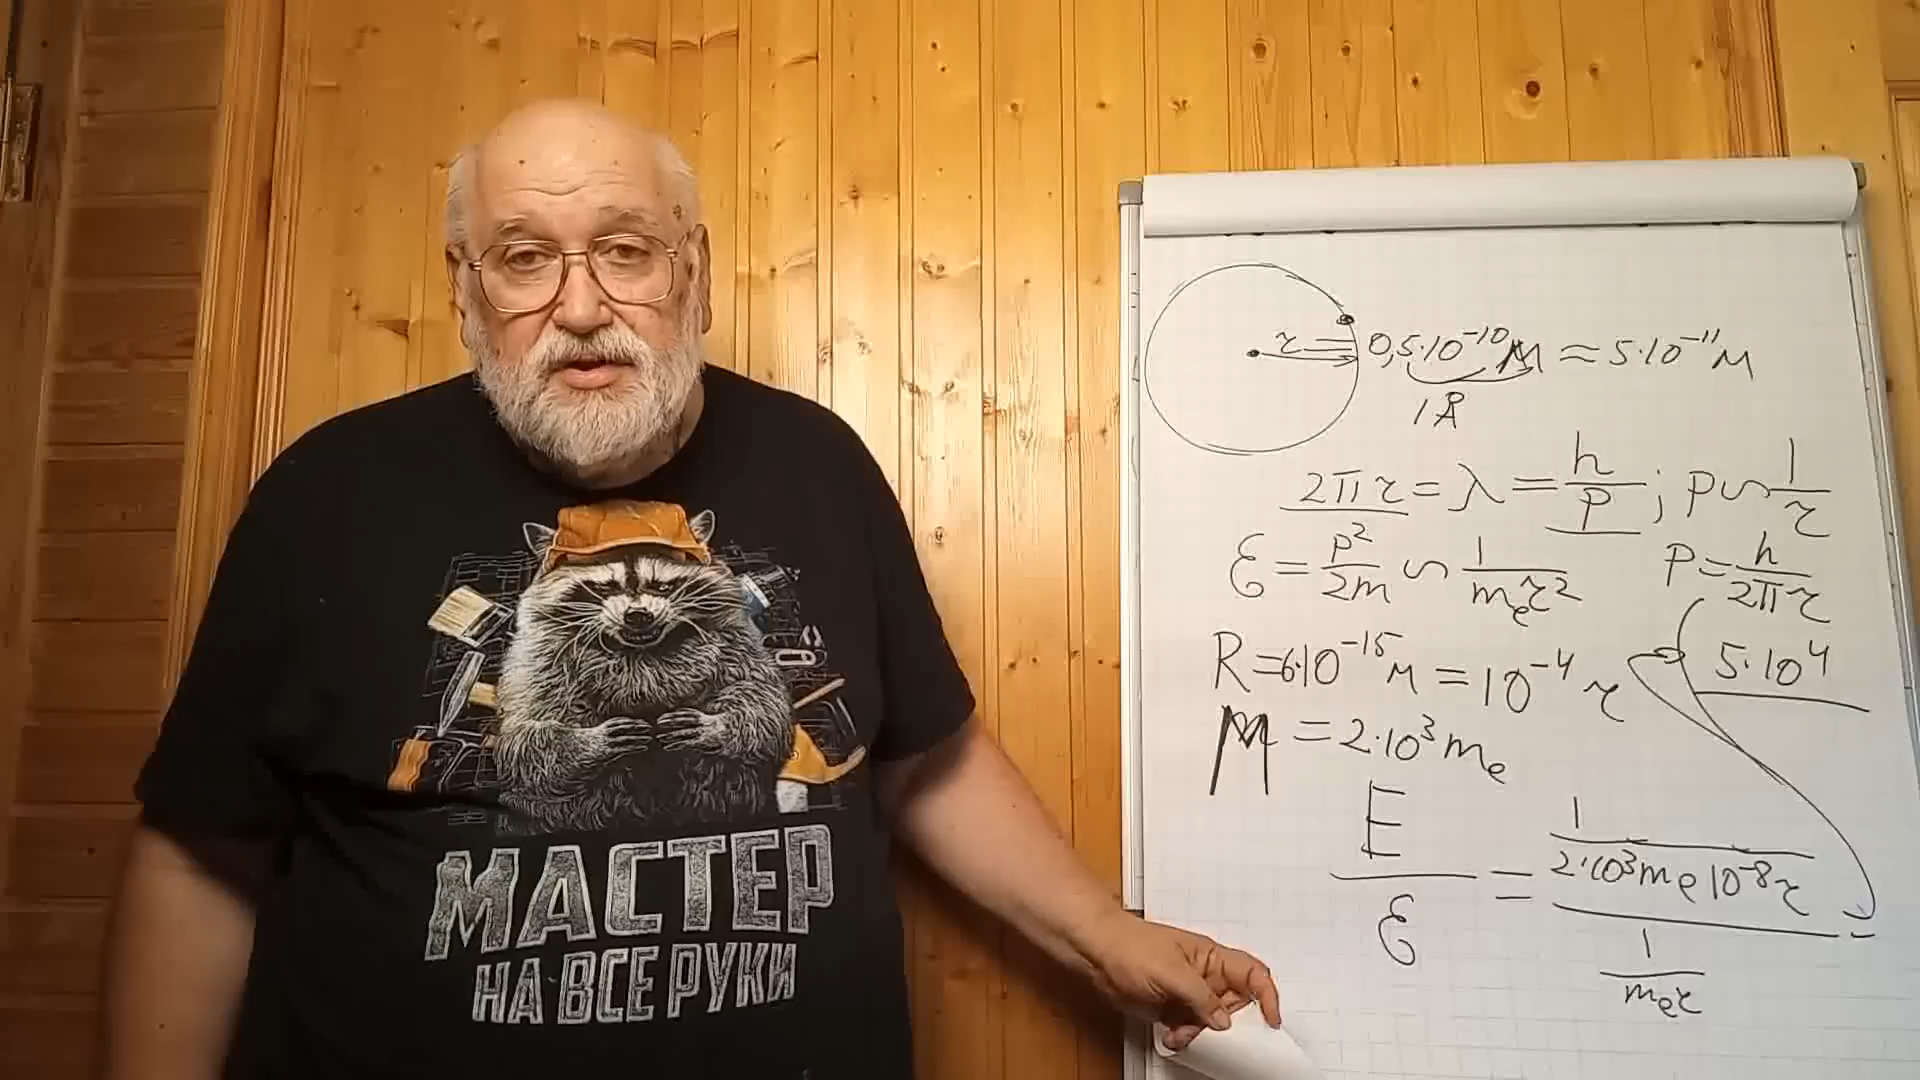 МАСТЕР
НА ВСЕ РУКИ
r = 0,5·10⁻¹⁰ м ≈ 5·10⁻¹¹ м
1 Å
2πr = λ = h/p ; p ~ 1/r
ℰ = p²/2m ~ 1/mₑr² P = h/2πr
R = 6·10⁻¹⁵ м = 10⁻⁴ r 5·10⁴
M = 2·10³ mₑ
E/ℰ = (1/2·10³mₑ10⁻⁸r)/(1/mₑr)